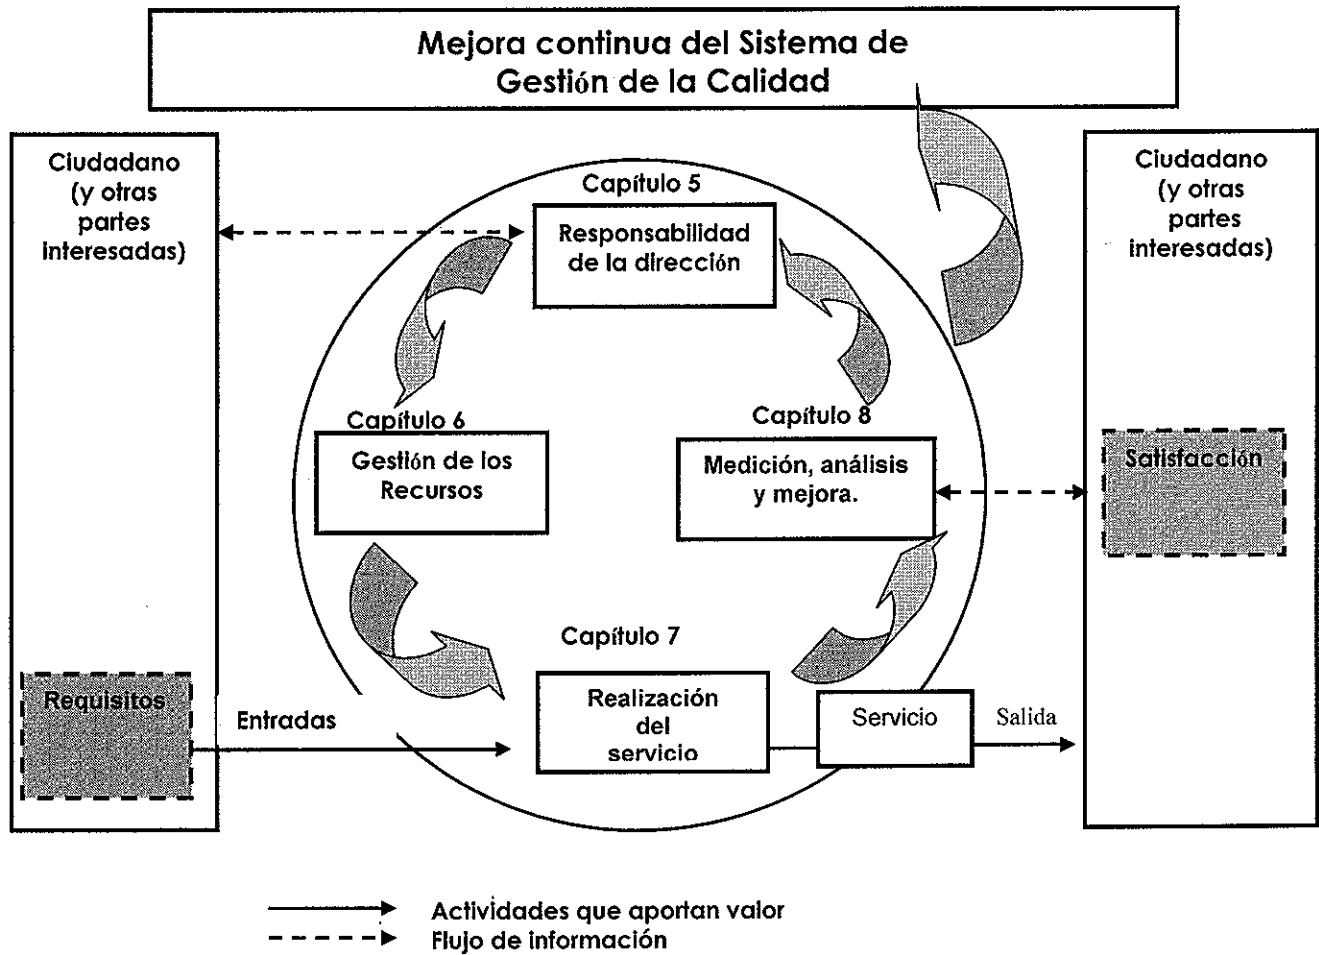 Mejora continua del Sistema de
Gestión de la Calidad
Ciudadano
(y otras
partes
interesadas)
Capítulo 5
Responsabilidad
de la dirección
Ciudadano
(y otras
partes
interesadas)
Capítulo 6
Gestión de los
Recursos
Capítulo 8
Medición, análisis
y mejora.
Satisfacción
Capítulo 7
Realización
del
servicio
Requisitos
Entradas
Servicio
Salida
Actividades que aportan valor
Flujo de información